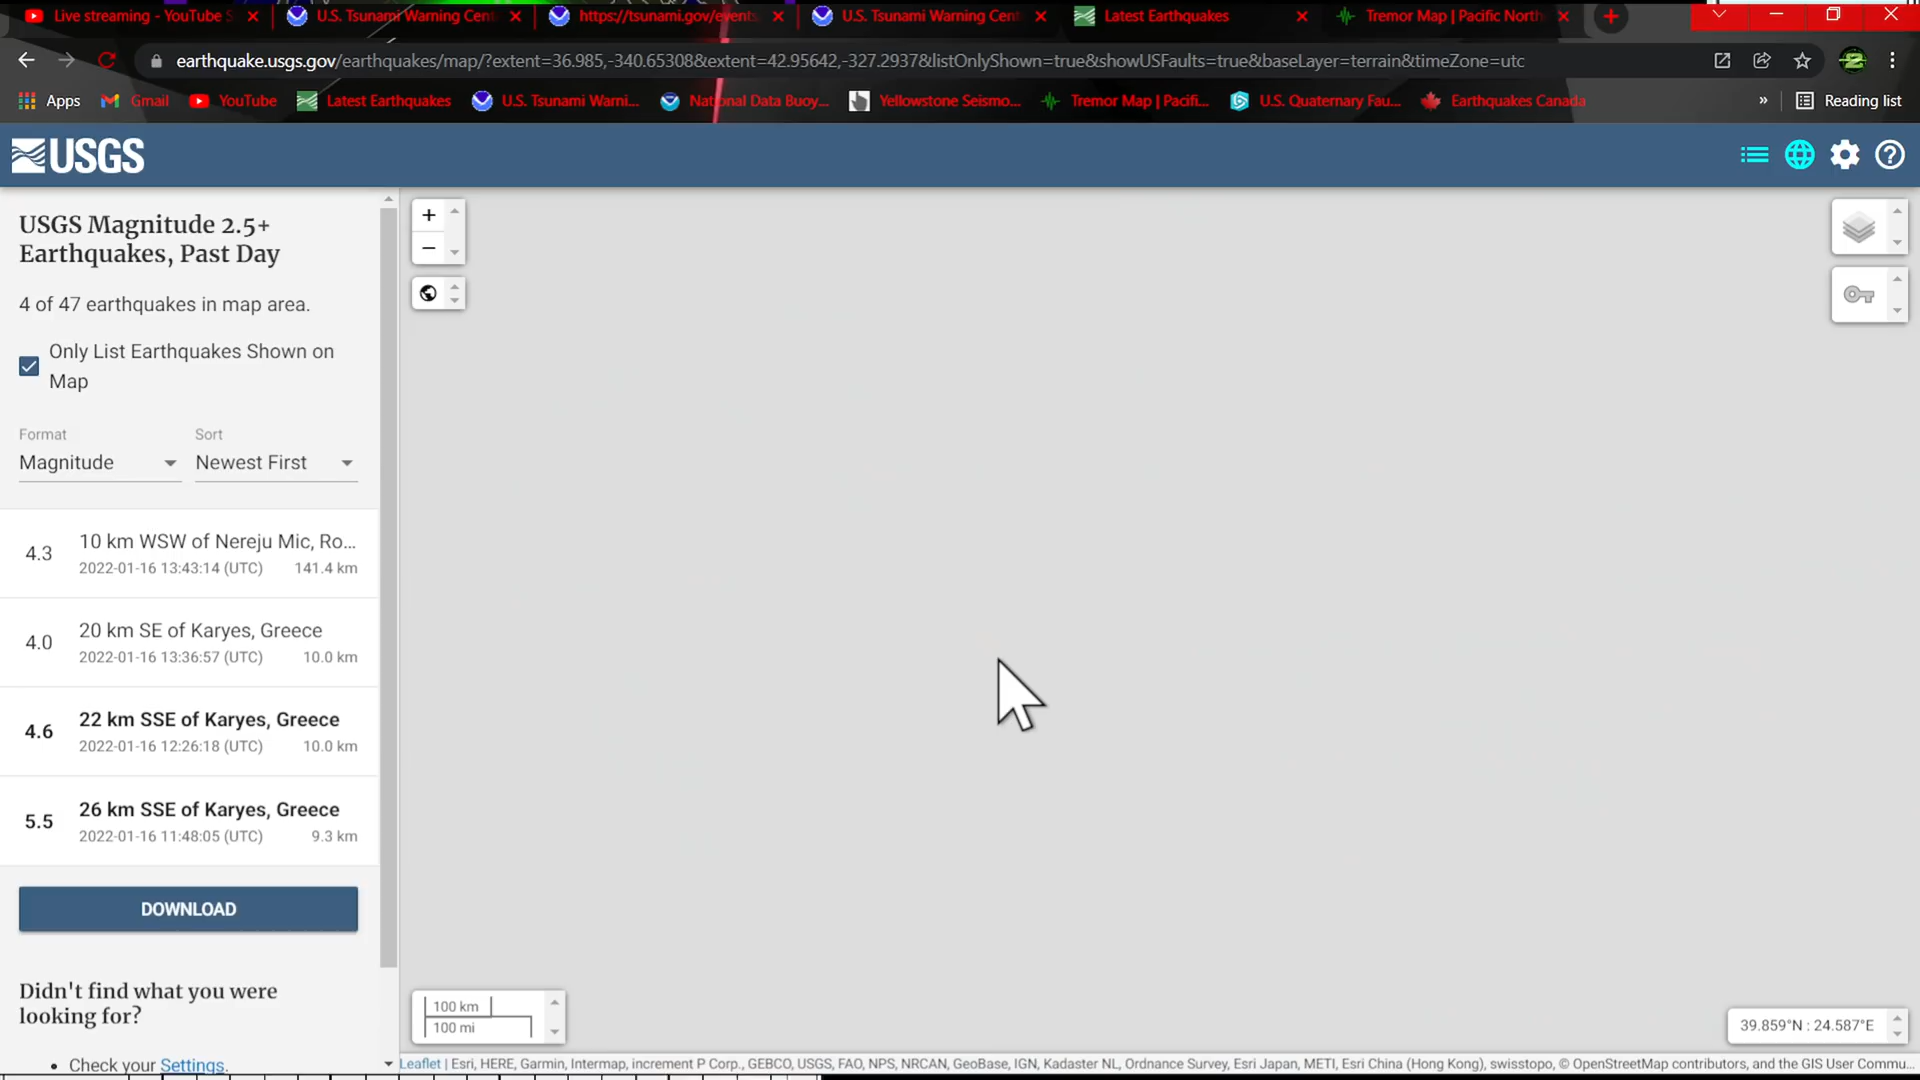 Live streaming - YouTube S
U.S. Tsunami Warning Cent
https://tsunami.gov/events
U.S. Tsunami Warning Cent
Latest Earthquakes
Tremor Map | Pacific North
earthquake.usgs.gov/earthquakes/map/?extent=36.985,-340.65308&extent=42.95642,-327.2937&listOnlyShown=true&showUSFaults=true&baseLayer=terrain&timeZone=utc
Apps
Gmail
YouTube
Latest Earthquakes
U.S. Tsunami Warni...
National Data Buoy...
Yellowstone Seismo...
Tremor Map | Pacifi...
U.S. Quaternary Fau...
Earthquakes Canada
»
Reading list
USGS
USGS Magnitude 2.5+
Earthquakes, Past Day
4 of 47 earthquakes in map area.
Only List Earthquakes Shown on
Map
Format
Sort
Magnitude
Newest First
4.3
10 km WSW of Nereju Mic, Ro...
2022-01-16 13:43:14 (UTC) 141.4 km
4.0
20 km SE of Karyes, Greece
2022-01-16 13:36:57 (UTC) 10.0 km
4.6
22 km SSE of Karyes, Greece
2022-01-16 12:26:18 (UTC) 10.0 km
5.5
26 km SSE of Karyes, Greece
2022-01-16 11:48:05 (UTC) 9.3 km
DOWNLOAD
Didn't find what you were
looking for?
• Check your Settings.
+
−
100 km
100 mi
39.859°N : 24.587°E
Leaflet | Esri, HERE, Garmin, Intermap, increment P Corp., GEBCO, USGS, FAO, NPS, NRCAN, GeoBase, IGN, Kadaster NL, Ordnance Survey, Esri Japan, METI, Esri China (Hong Kong), swisstopo, © OpenStreetMap contributors, and the GIS User Commu...